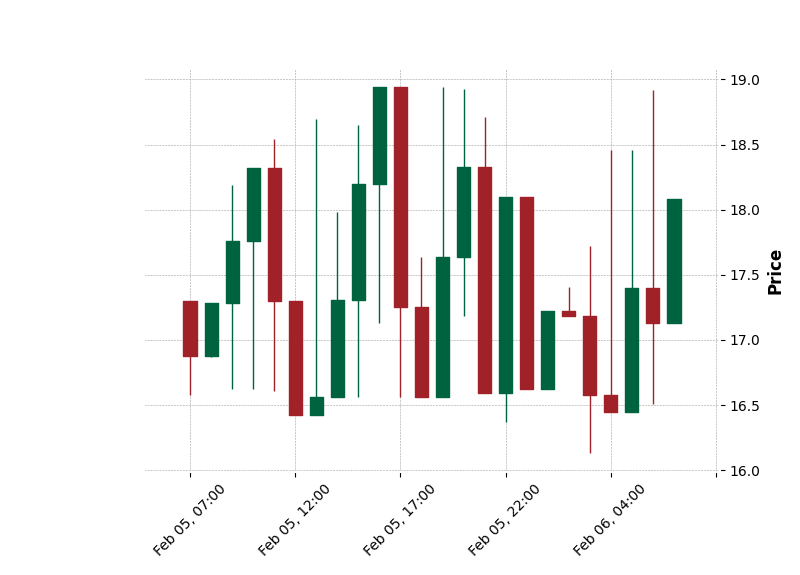 19.0
18.5
18.0
17.5
17.0
16.5
16.0
Price
Feb 05, 07:00
Feb 05, 12:00
Feb 05, 17:00
Feb 05, 22:00
Feb 06, 04:00